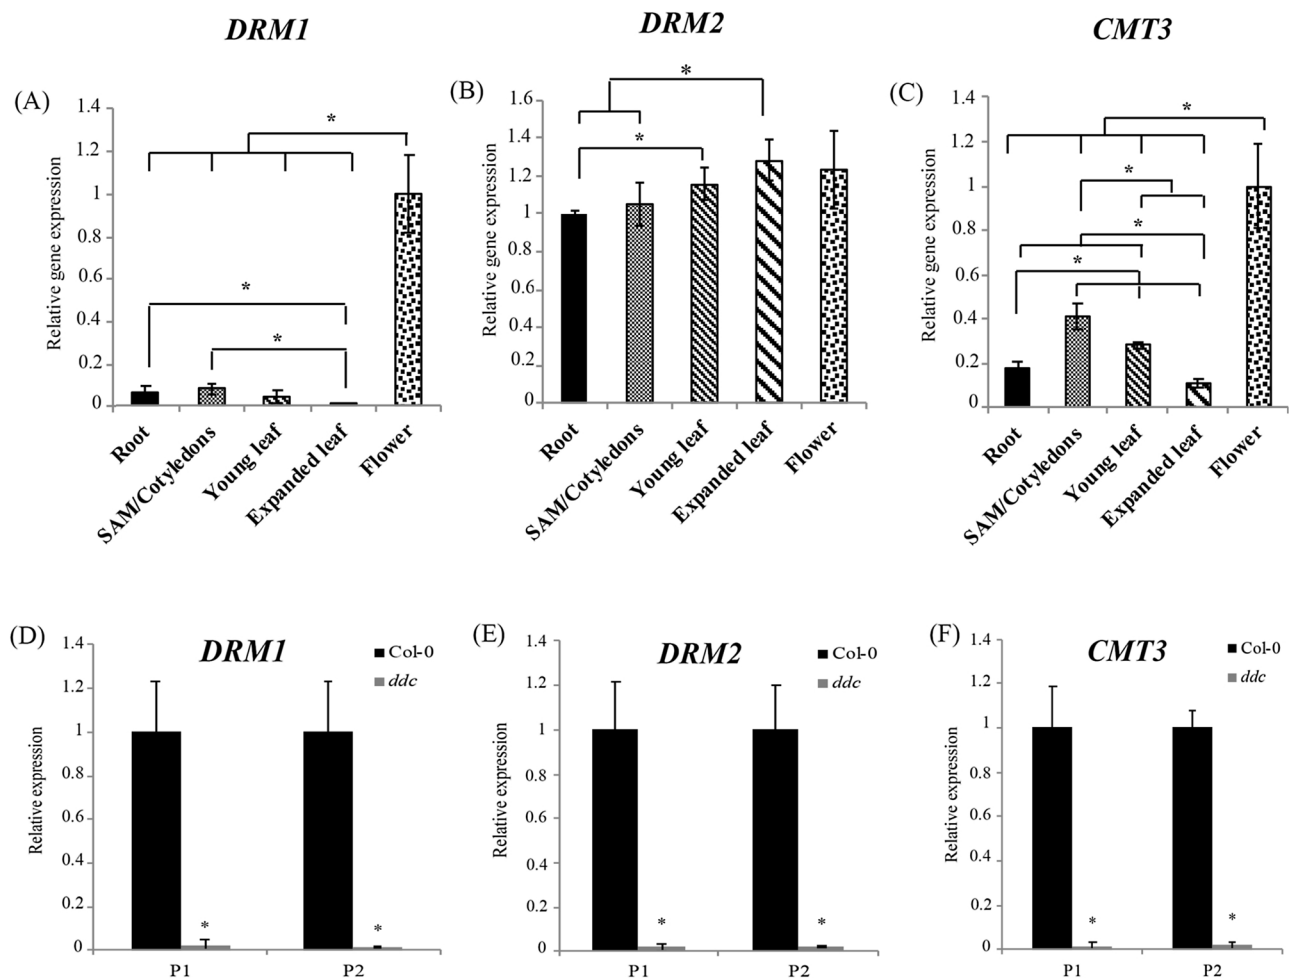 DRM1
DRM2
CMT3
(A)
1.4
1.2
1
0.8
0.6
0.4
0.2
0
Relative gene expression
*
*
*
Root
SAM/Cotyledons
Young leaf
Expanded leaf
Flower
(B)
1.6
1.4
1.2
1
0.8
0.6
0.4
0.2
0
Relative gene expression
*
*
Root
SAM/Cotyledons
Young leaf
Expanded leaf
Flower
(C)
1.4
1.2
1
0.8
0.6
0.4
0.2
0
Relative gene expression
*
*
*
*
Root
SAM/Cotyledons
Young leaf
Expanded leaf
Flower
(D)
DRM1
Col-0
ddc
1.4
1.2
1
0.8
0.6
0.4
0.2
0
Relative expression
*
*
P1
P2
(E)
DRM2
Col-0
ddc
1.4
1.2
1
0.8
0.6
0.4
0.2
0
Relative expression
*
*
P1
P2
(F)
CMT3
Col-0
ddc
1.4
1.2
1
0.8
0.6
0.4
0.2
0
Relative expression
*
*
P1
P2